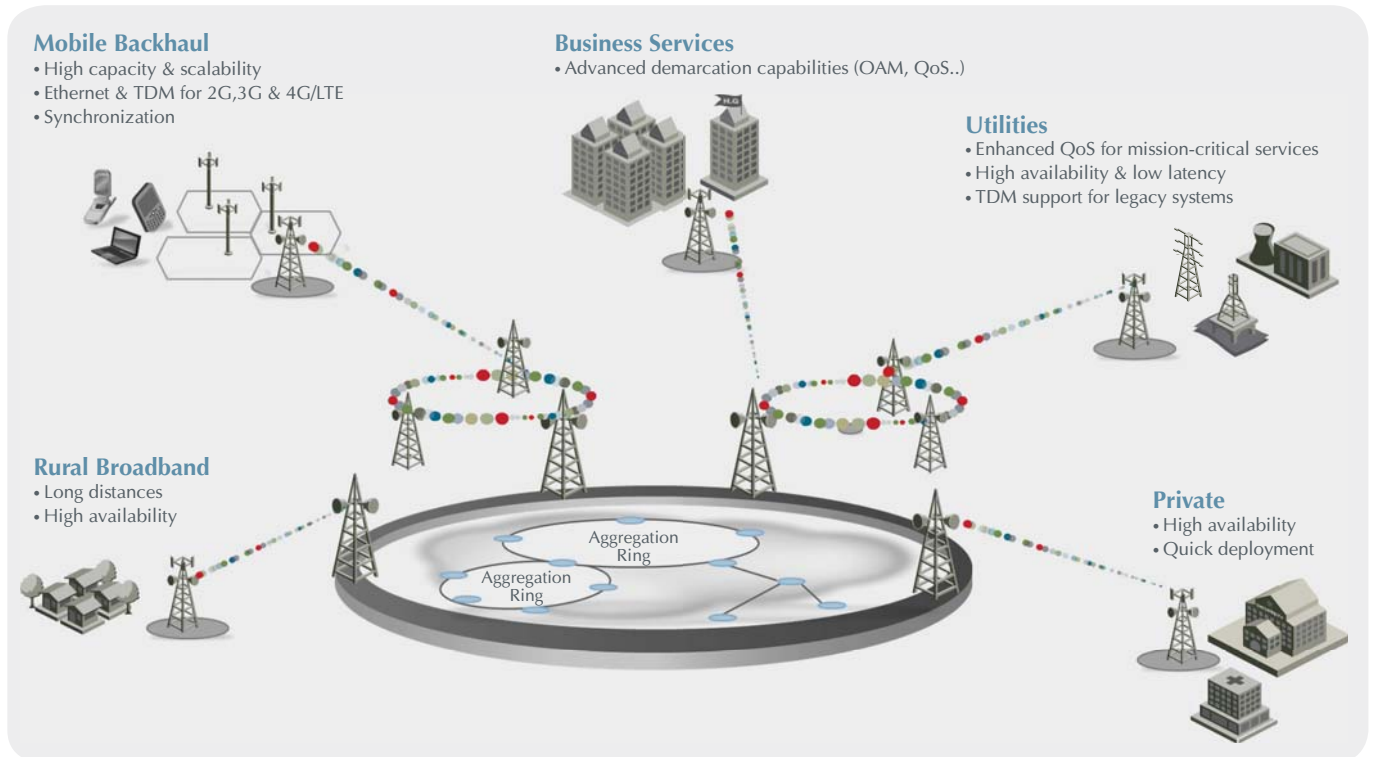 Mobile Backhaul
• High capacity & scalability
• Ethernet & TDM for 2G,3G & 4G/LTE
• Synchronization
Business Services
• Advanced demarcation capabilities (OAM, QoS..)
H.G
Utilities
• Enhanced QoS for mission-critical services
• High availability & low latency
• TDM support for legacy systems
Rural Broadband
• Long distances
• High availability
Private
• High availability
• Quick deployment
Aggregation
Ring
Aggregation
Ring